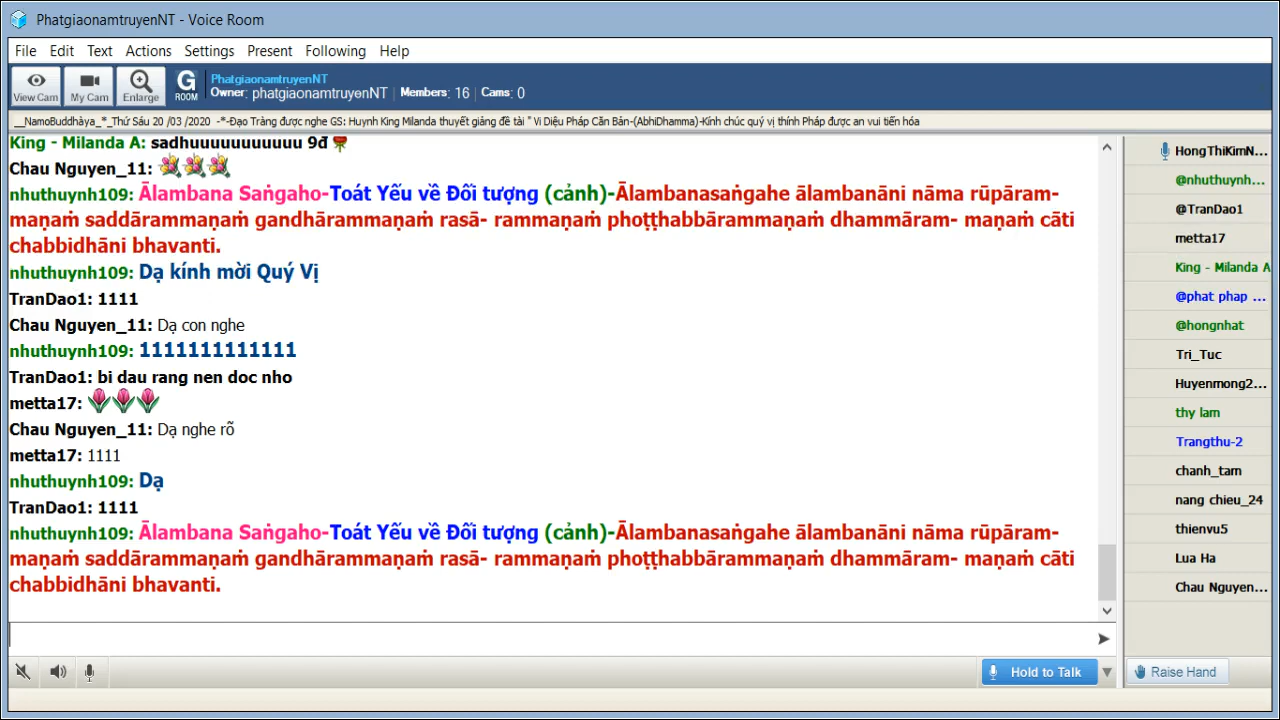 PhatgiaonamtruyenNT - Voice Room
File Edit Text Actions Settings Present Following Help
View Cam My Cam Enlarge G ROOM
PhatgiaonamtruyenNT
Owner: phatgiaonamtruyenNT Members: 16 Cams: 0
__NamoBuddhàya_*_Thứ Sáu 20 /03 /2020 -*-Đạo Tràng được nghe GS: Huynh King Milanda thuyết giảng đề tài " Vi Diệu Pháp Căn Bản-(AbhiDhamma)-Kính chúc quý vị thính Pháp được an vui tiến hóa
King - Milanda A: sadhuuuuuuuuuuu 9đ
Chau Nguyen_11:
nhuthuynh109: Ālambana Saṅgaho-Toát Yếu về Đối tượng (cảnh)-Ālambanasaṅgahe ālambanāni nāma rūpāram-
maṇaṁ saddārammaṇaṁ gandhārammaṇaṁ rasā- rammaṇaṁ phoṭṭhabbārammaṇaṁ dhammāram- maṇaṁ cāti
chabbidhāni bhavanti.
nhuthuynh109: Dạ kính mời Quý Vị
TranDao1: 1111
Chau Nguyen_11: Dạ con nghe
nhuthuynh109: 1111111111111
TranDao1: bi dau rang nen doc nho
metta17:
Chau Nguyen_11: Dạ nghe rõ
metta17: 1111
nhuthuynh109: Dạ
TranDao1: 1111
nhuthuynh109: Ālambana Saṅgaho-Toát Yếu về Đối tượng (cảnh)-Ālambanasaṅgahe ālambanāni nāma rūpāram-
maṇaṁ saddārammaṇaṁ gandhārammaṇaṁ rasā- rammaṇaṁ phoṭṭhabbārammaṇaṁ dhammāram- maṇaṁ cāti
chabbidhāni bhavanti.
HongThiKimN...
@nhuthuynh...
@TranDao1
metta17
King - Milanda A
@phat phap ...
@hongnhat
Tri_Tuc
Huyenmong2...
thy lam
Trangthu-2
chanh_tam
nang chieu_24
thienvu5
Lua Ha
Chau Nguyen...
Hold to Talk
Raise Hand